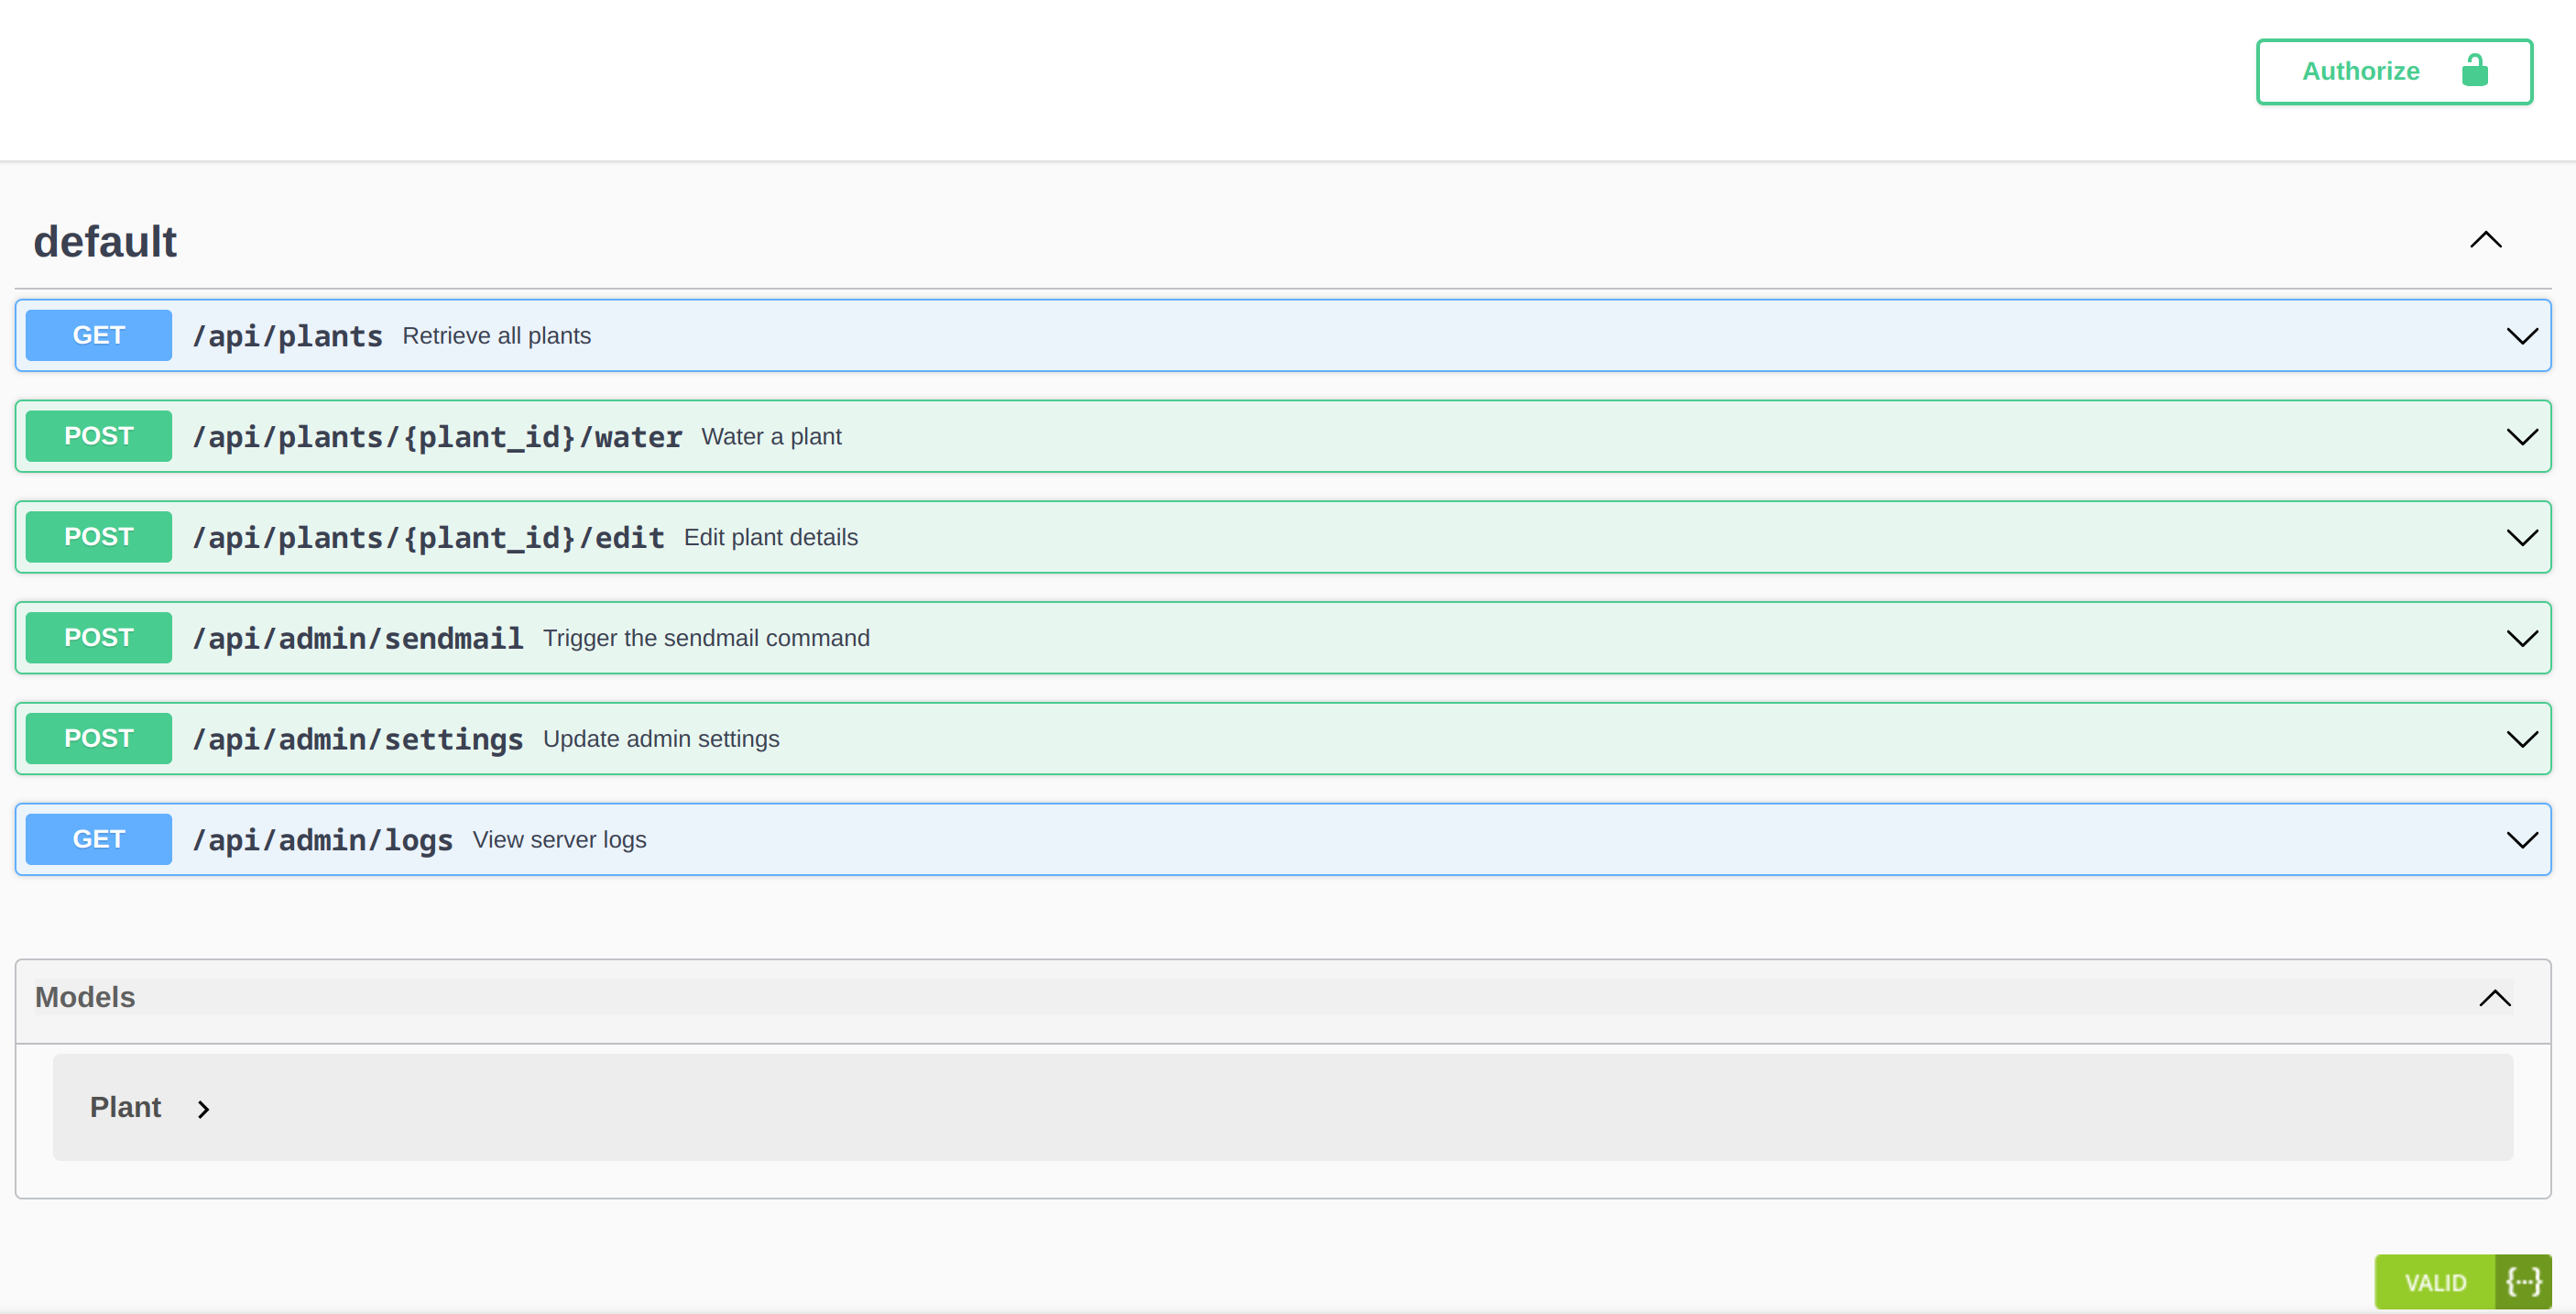 Authorize
default
GET /api/plants Retrieve all plants
POST /api/plants/{plant_id}/water Water a plant
POST /api/plants/{plant_id}/edit Edit plant details
POST /api/admin/sendmail Trigger the sendmail command
POST /api/admin/settings Update admin settings
GET /api/admin/logs View server logs
Models
Plant
VALID {...}